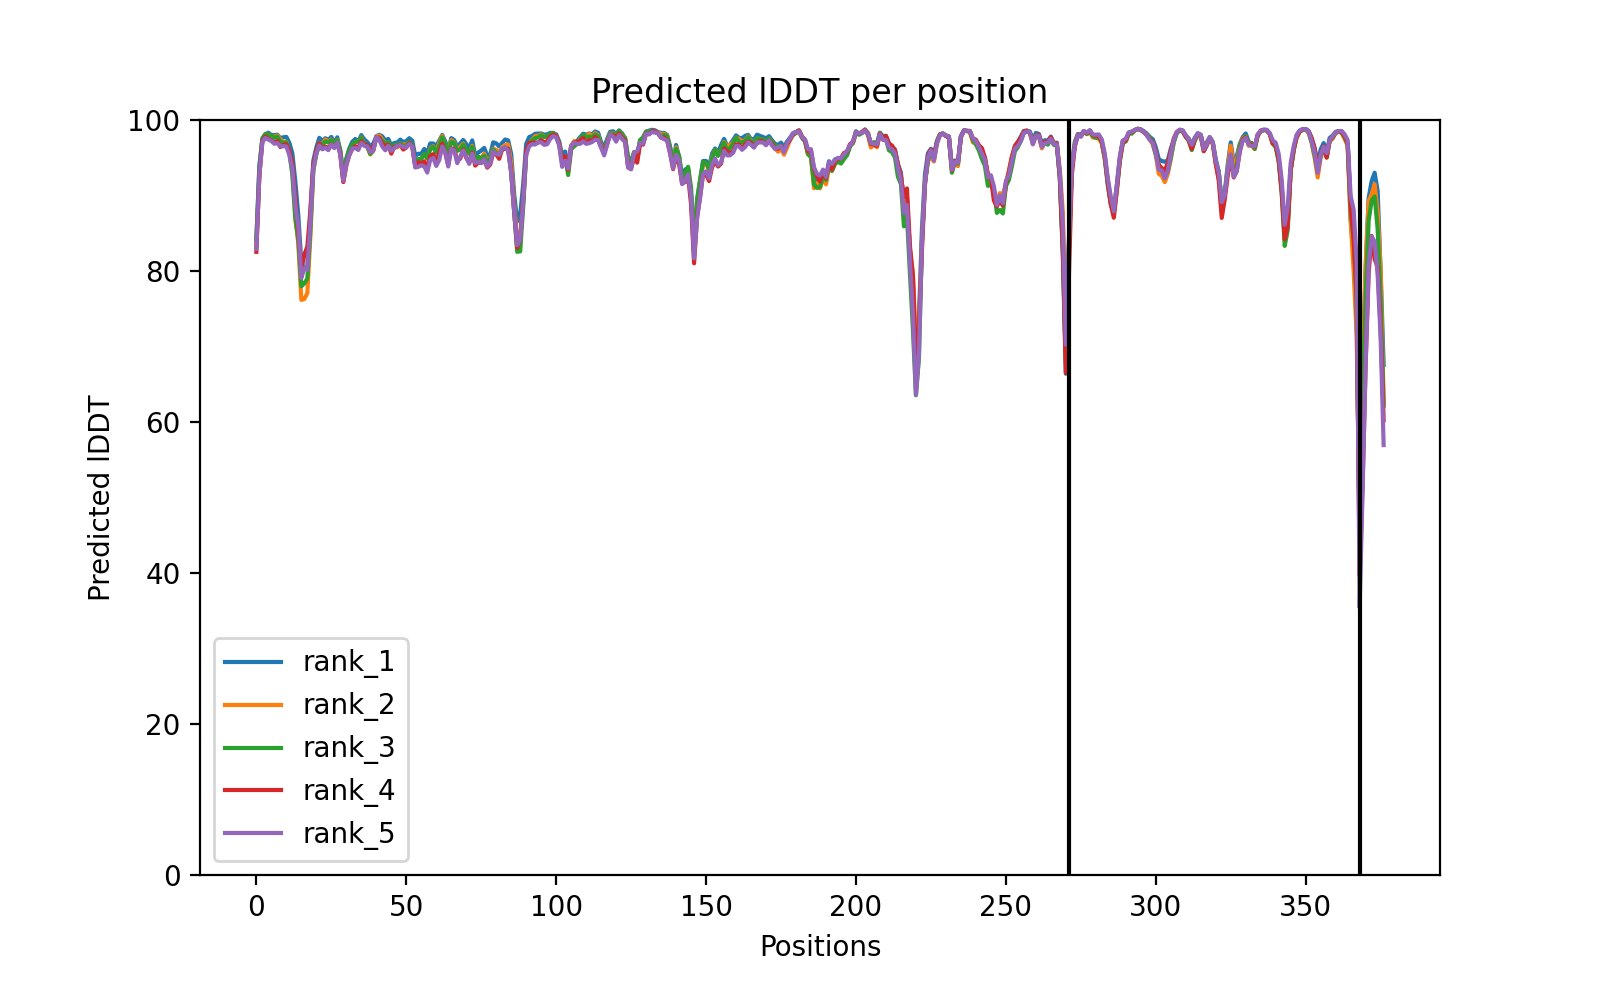 Predicted lDDT per position
100
80
60
40
20
0
Predicted lDDT
rank_1
rank_2
rank_3
rank_4
rank_5
0 50 100 150 200 250 300 350
Positions